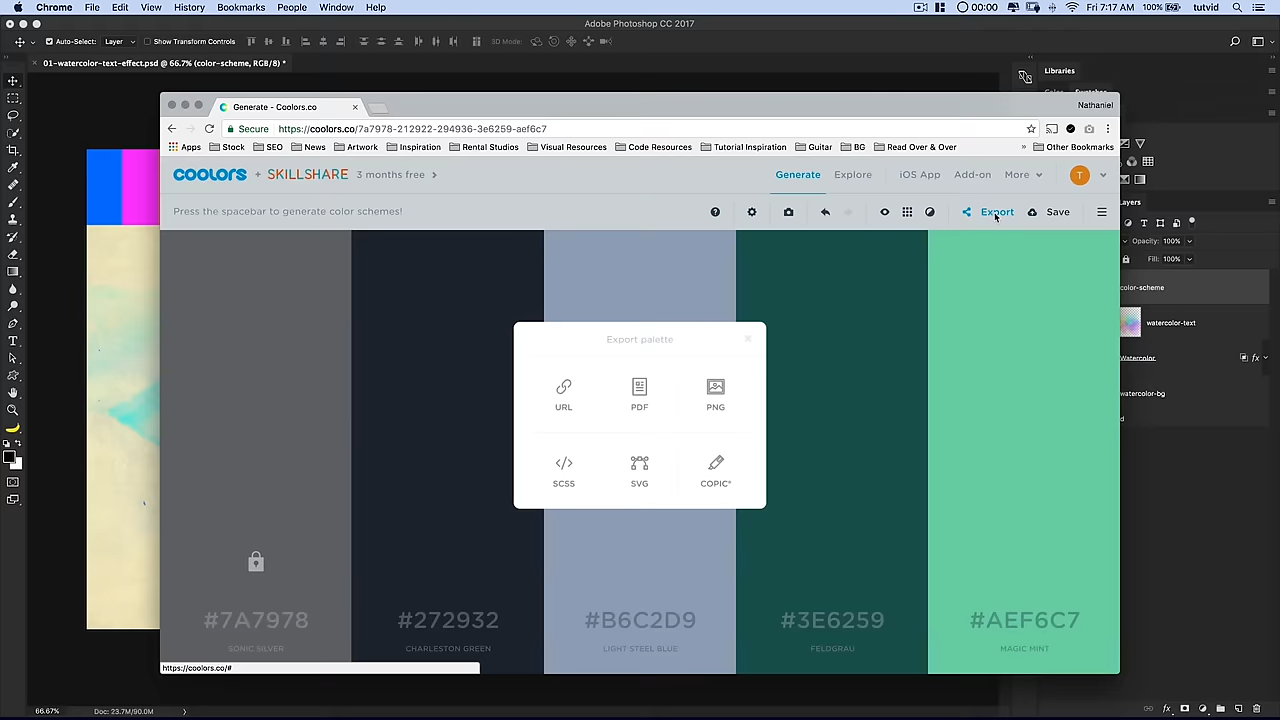 Chrome File Edit View History Bookmarks People Window Help
00:00 100% Fri 7:17 AM tutvid
Adobe Photoshop CC 2017
Auto-Select: Layer Show Transform Controls 3D Mode:
01-watercolor-text-effect.psd @ 66.7% (color-scheme, RGB/8) *
Libraries
Generate - Coolors.co
Nathaniel
Secure https://coolors.co/7a7978-212922-294936-3e6259-aef6c7
Apps Stock SEO News Artwork Inspiration Rental Studios Visual Resources Code Resources Tutorial Inspiration Guitar BG Read Over & Over » Other Bookmarks
coolors + SKILLSHARE 3 months free Generate Explore iOS App Add-on More T
Press the spacebar to generate color schemes! Export Save
Layers
Opacity: 100%
Fill: 100%
color-scheme
watercolor-text
Watercolor
fx
watercolor-bg
Export palette
URL PDF PNG
SCSS SVG COPIC®
#7A7978 #272932 #B6C2D9 #3E6259 #AEF6C7
SONIC SILVER CHARLESTON GREEN LIGHT STEEL BLUE FELDGRAU MAGIC MINT
https://coolors.co/#
66.67% Doc: 23.7M/90.0M